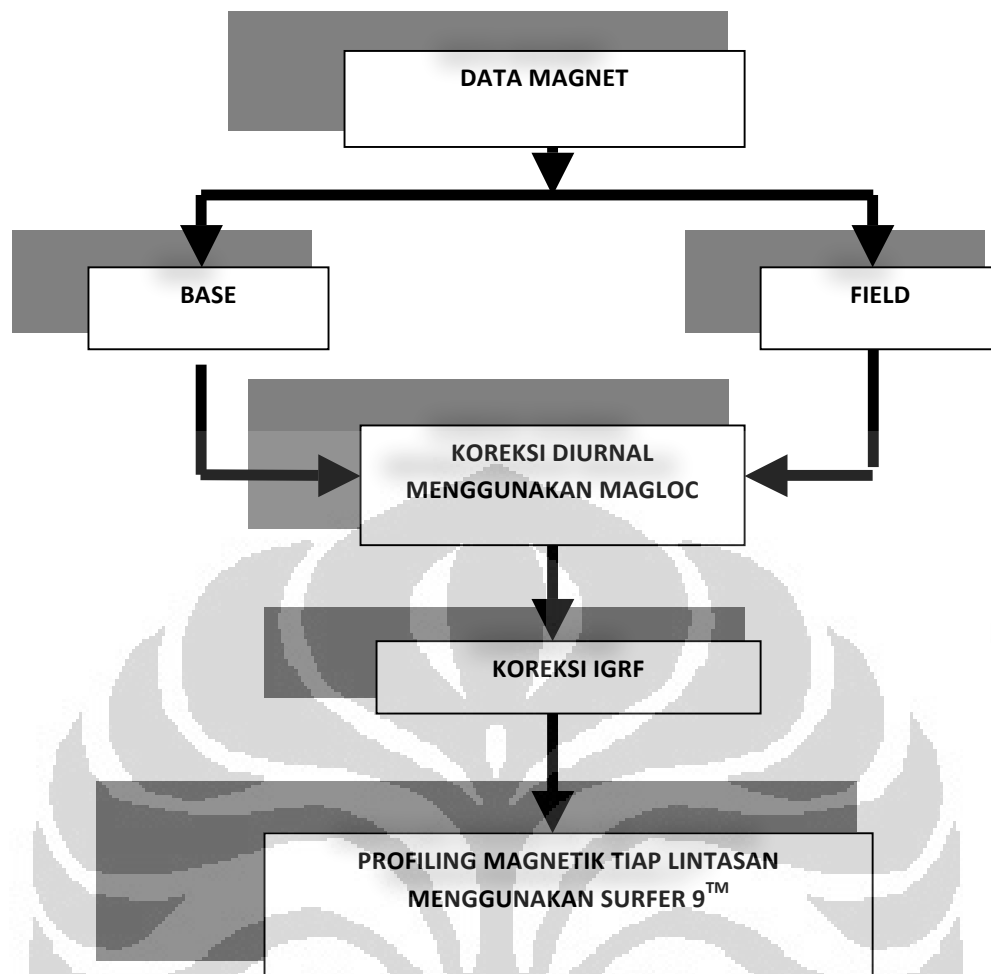 DATA MAGNET
BASE
FIELD
KOREKSI DIURNAL
MENGGUNAKAN MAGLOC
KOREKSI IGRF
PROFILING MAGNETIK TIAP LINTASAN
MENGGUNAKAN SURFER 9™